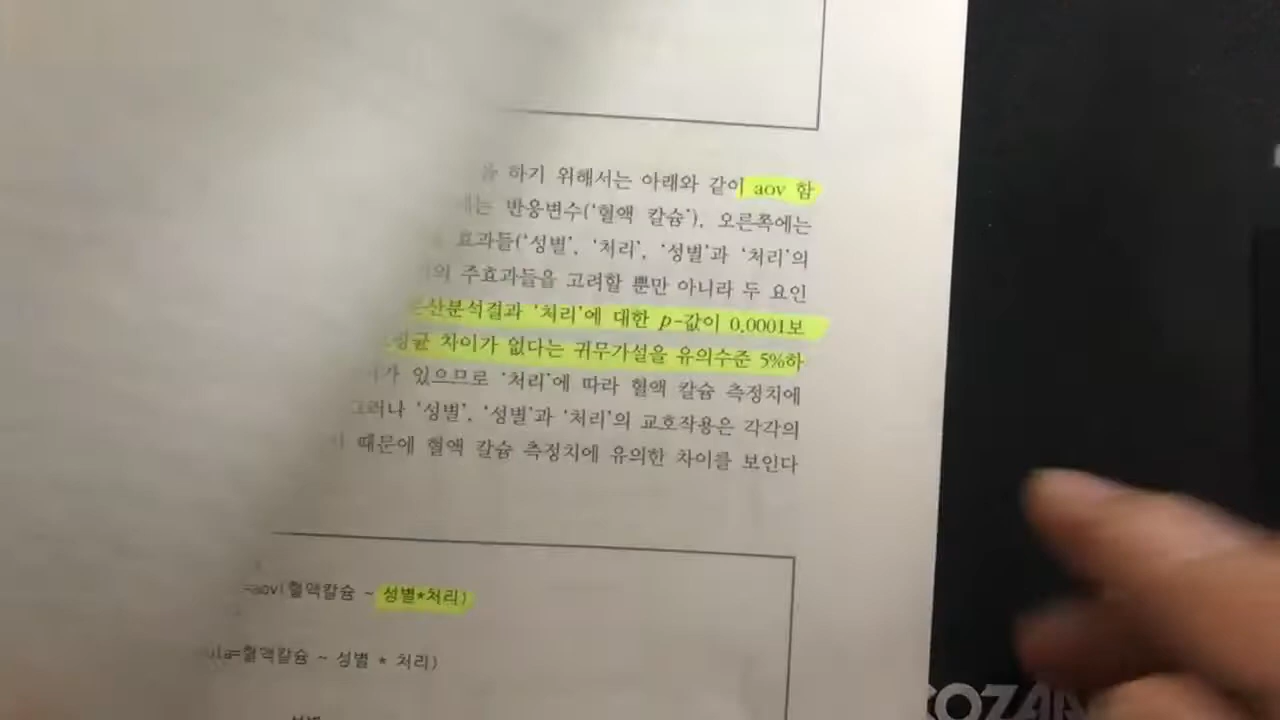 하기 위해서는 아래와 같이 aov 함
반응변수('혈액 칼슘'), 오른쪽에는
효과들('성별', '처리', '성별'과 '처리'의
주효과들을 고려할 뿐만 아니라 두 요인
산분석결과 '처리'에 대한 p-값이 0.0001보
차이가 없다는 귀무가설을 유의수준 5%하
있으므로 '처리'에 따라 혈액 칼슘 측정치에
그러나 '성별', '성별'과 '처리'의 교호작용은 각각의
때문에 혈액 칼슘 측정치에 유의한 차이를 보인다
=aov(혈액칼슘 ~ 성별*처리)
=혈액칼슘 ~ 성별 * 처리)